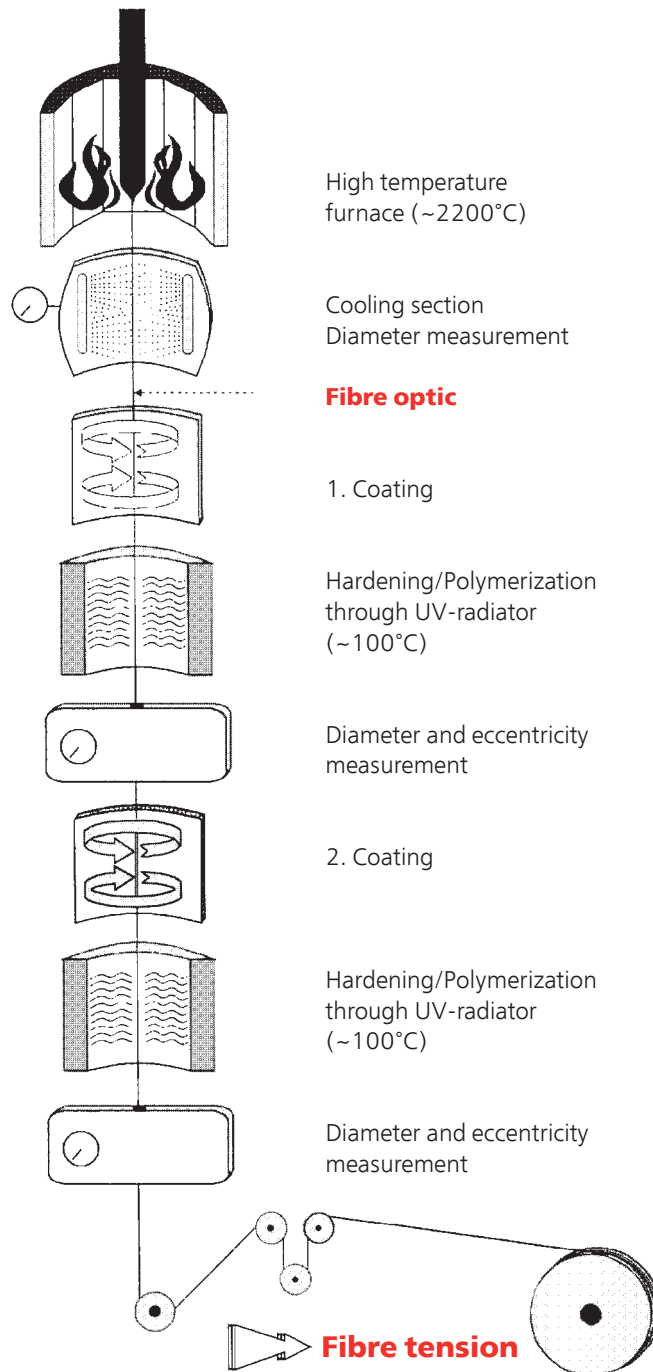 High temperature
furnace (~2200°C)
Cooling section
Diameter measurement
Fibre optic
1. Coating
Hardening/Polymerization
through UV-radiator
(~100°C)
Diameter and eccentricity
measurement
2. Coating
Hardening/Polymerization
through UV-radiator
(~100°C)
Diameter and eccentricity
measurement
Fibre tension